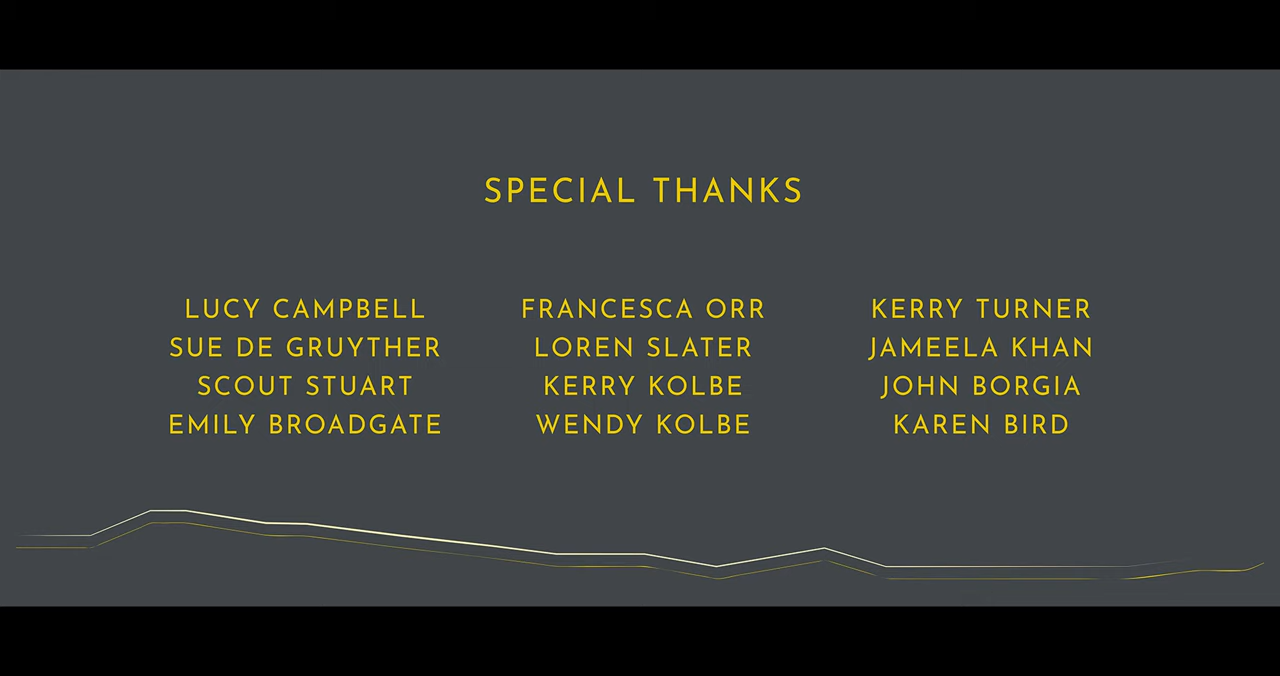 SPECIAL THANKS
LUCY CAMPBELL
SUE DE GRUYTHER
SCOUT STUART
EMILY BROADGATE
FRANCESCA ORR
LOREN SLATER
KERRY KOLBE
WENDY KOLBE
KERRY TURNER
JAMEELA KHAN
JOHN BORGIA
KAREN BIRD